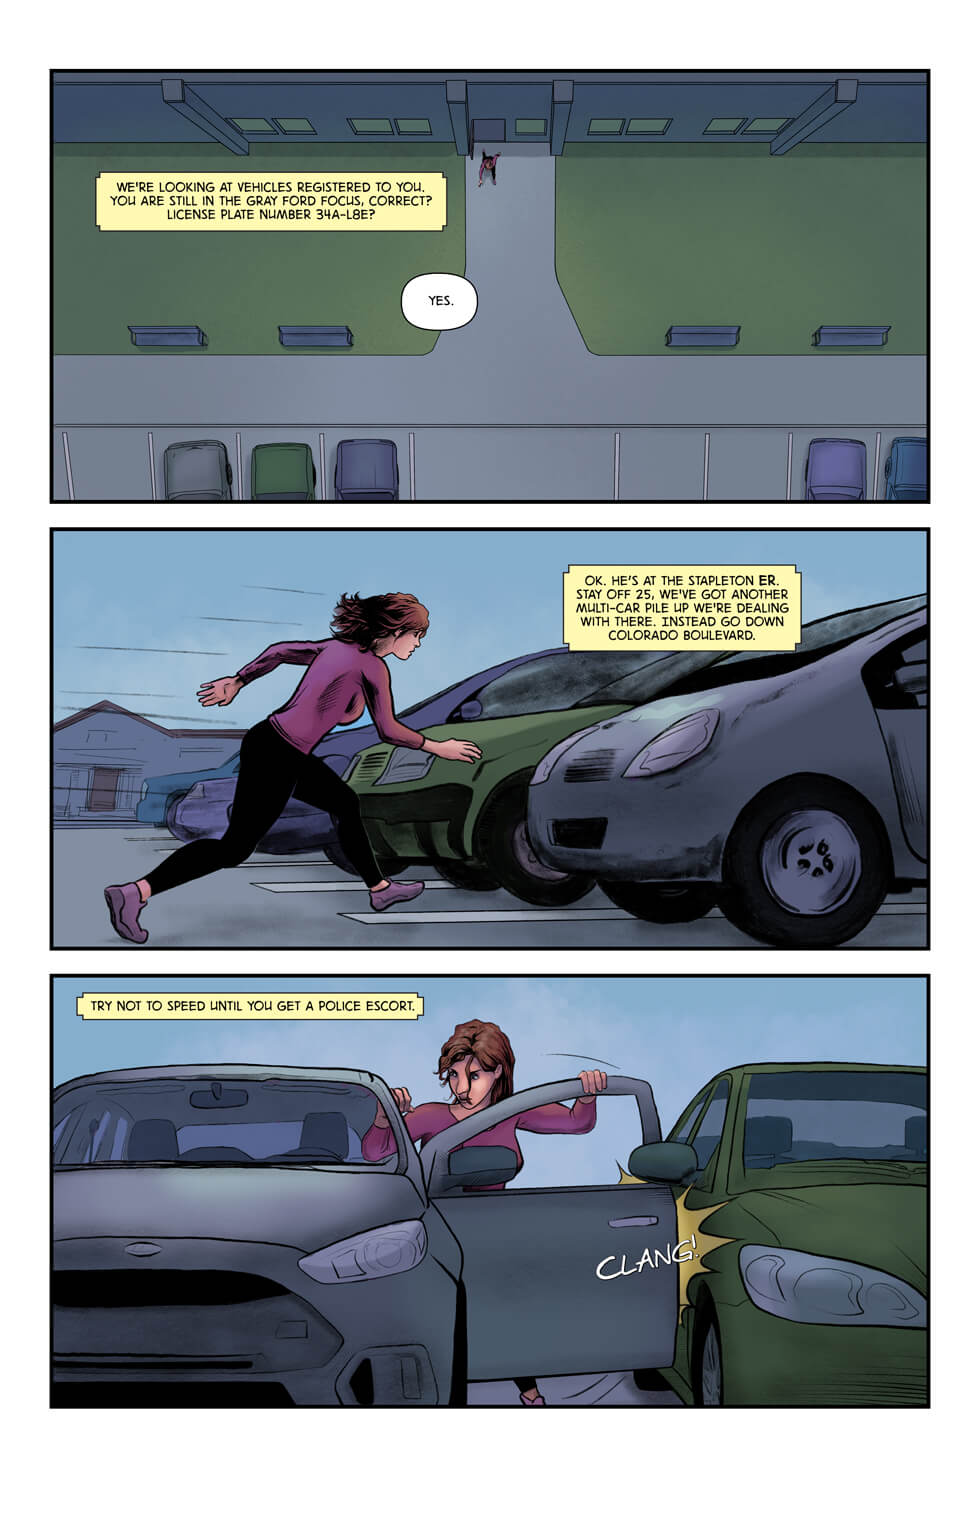 WE'RE LOOKING AT VEHICLES REGISTERED TO YOU.
YOU ARE STILL IN THE GRAY FORD FOCUS, CORRECT?
LICENSE PLATE NUMBER 34A-L8E?
YES.
OK. HE'S AT THE STAPLETON ER.
STAY OFF 25, WE'VE GOT ANOTHER
MULTI-CAR PILE UP WE'RE DEALING
WITH THERE. INSTEAD GO DOWN
COLORADO BOULEVARD.
TRY NOT TO SPEED UNTIL YOU GET A POLICE ESCORT.
CLANG!